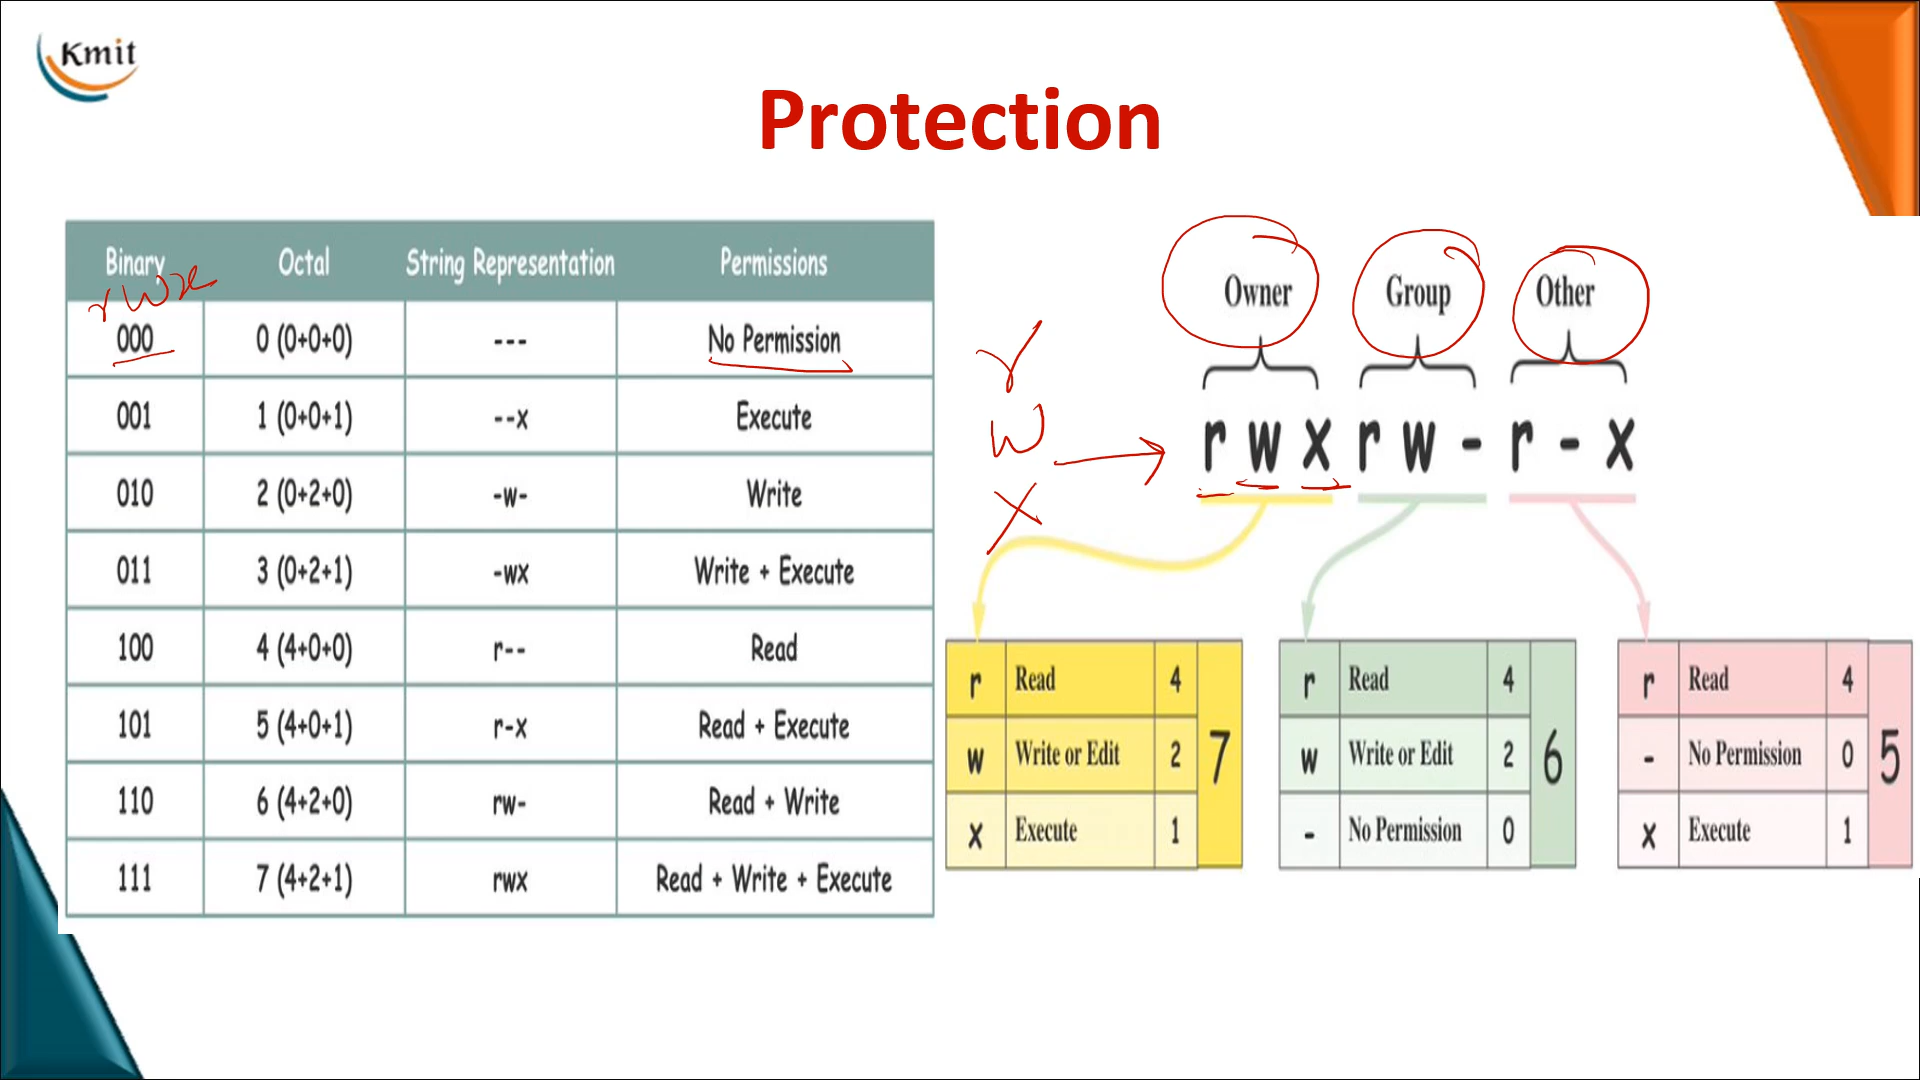 Kmit
Protection
Binary Octal String Representation Permissions
rwx
000 0 (0+0+0) --- No Permission
001 1 (0+0+1) --x Execute
010 2 (0+2+0) -w- Write
011 3 (0+2+1) -wx Write + Execute
100 4 (4+0+0) r-- Read
101 5 (4+0+1) r-x Read + Execute
110 6 (4+2+0) rw- Read + Write
111 7 (4+2+1) rwx Read + Write + Execute
r
w
x
Owner Group Other
r w x r w - r - x
r Read 4
w Write or Edit 2
x Execute 1
7
r Read 4
w Write or Edit 2
- No Permission 0
6
r Read 4
- No Permission 0
x Execute 1
5